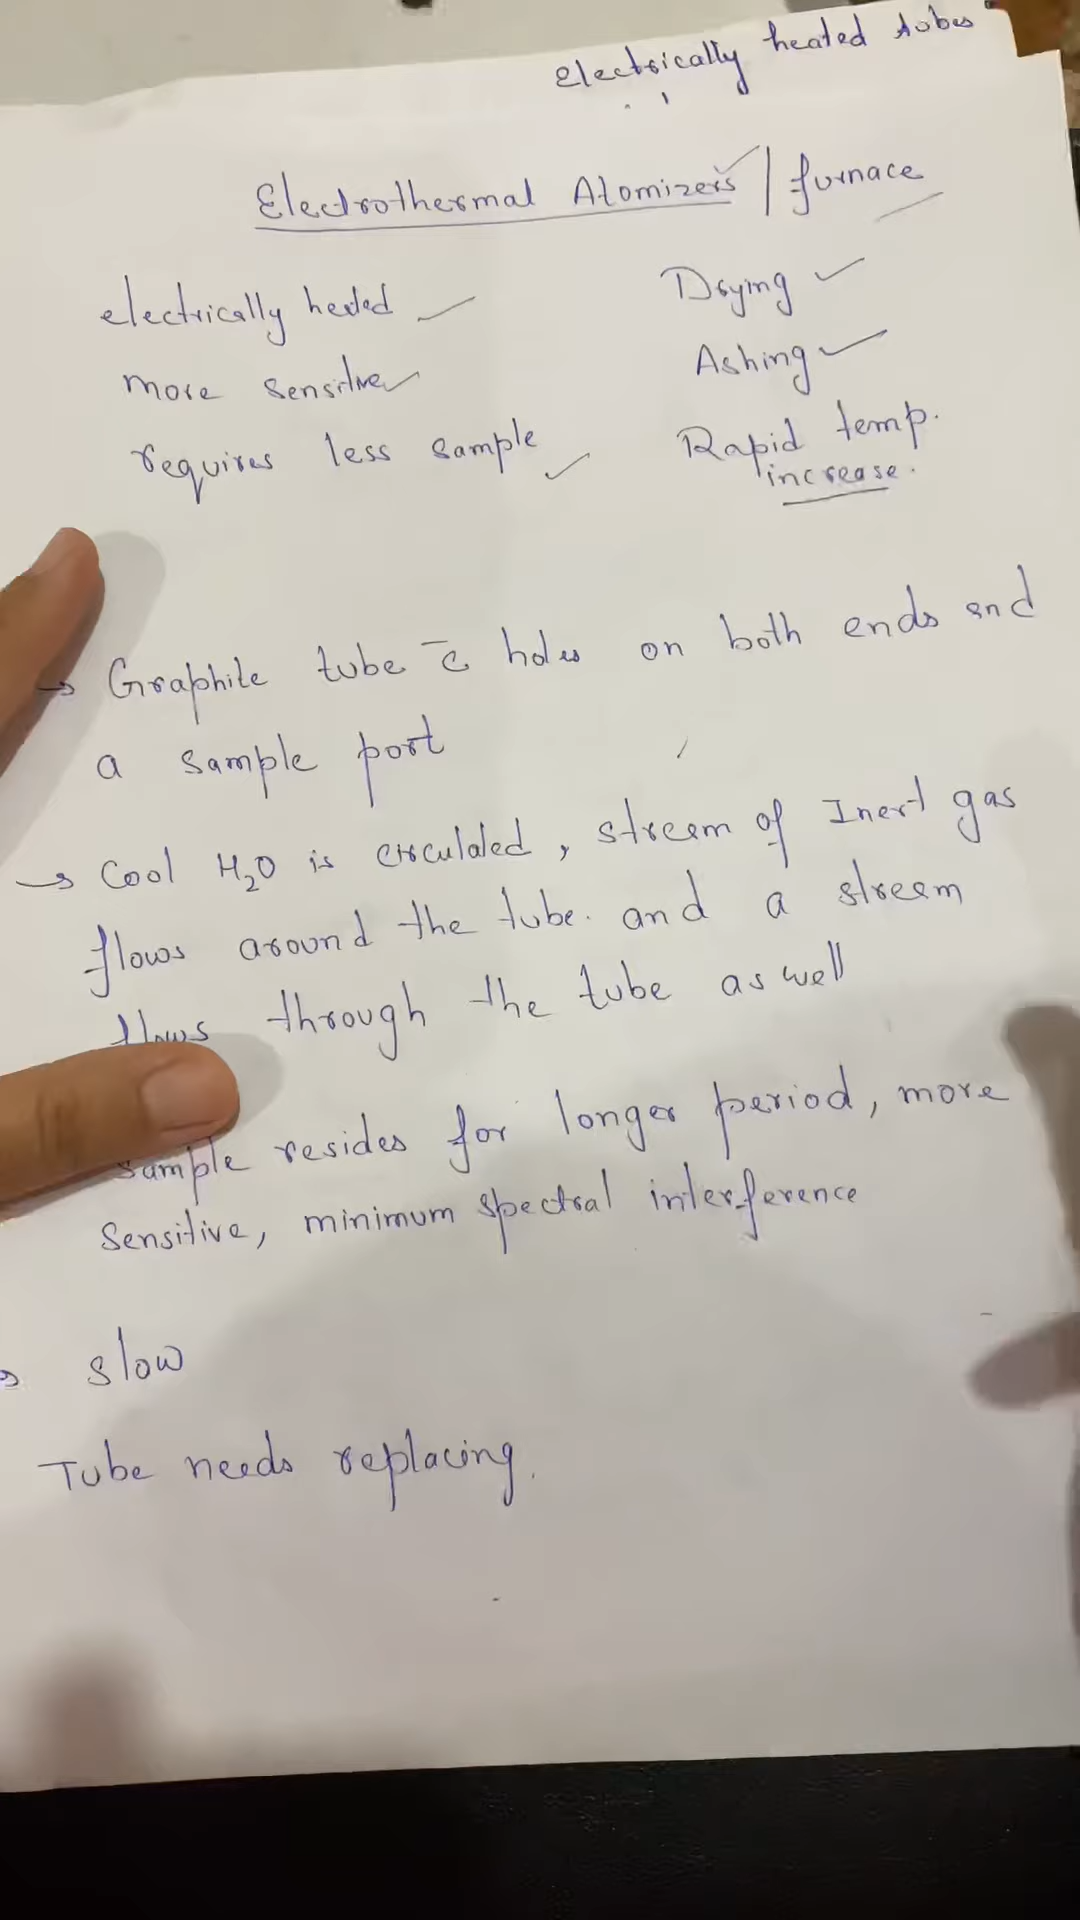 Electrically heated tubes
Electrothermal Atomizers / furnace
electrically heated
more sensitive
requires less sample
Drying
Ashing
Rapid temp.
increase.
→ Graphite tube c̅ holes on both ends and
a sample port
→ Cool H₂O is circulated, stream of Inert gas
flows around the tube. and a stream
flows through the tube as well
sample resides for longer period, more
Sensitive, minimum spectral interference
slow
Tube needs replacing.